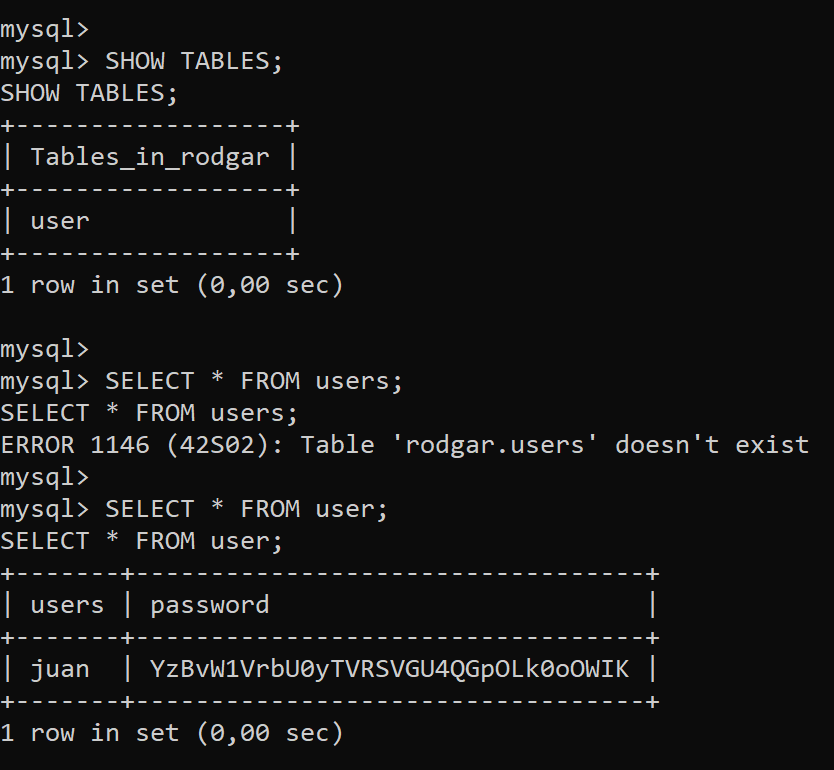 mysql>
mysql> SHOW TABLES;
SHOW TABLES;
+------------------+
| Tables_in_rodgar |
+------------------+
| user             |
+------------------+
1 row in set (0,00 sec)
mysql>
mysql> SELECT * FROM users;
SELECT * FROM users;
ERROR 1146 (42S02): Table 'rodgar.users' doesn't exist
mysql>
mysql> SELECT * FROM user;
SELECT * FROM user;
+-------+----------------------------------+
| users | password                         |
+-------+----------------------------------+
| juan  | YzBvW1VrbU0yTVRSVGU4QGpOLk0oOWIK |
+-------+----------------------------------+
1 row in set (0,00 sec)